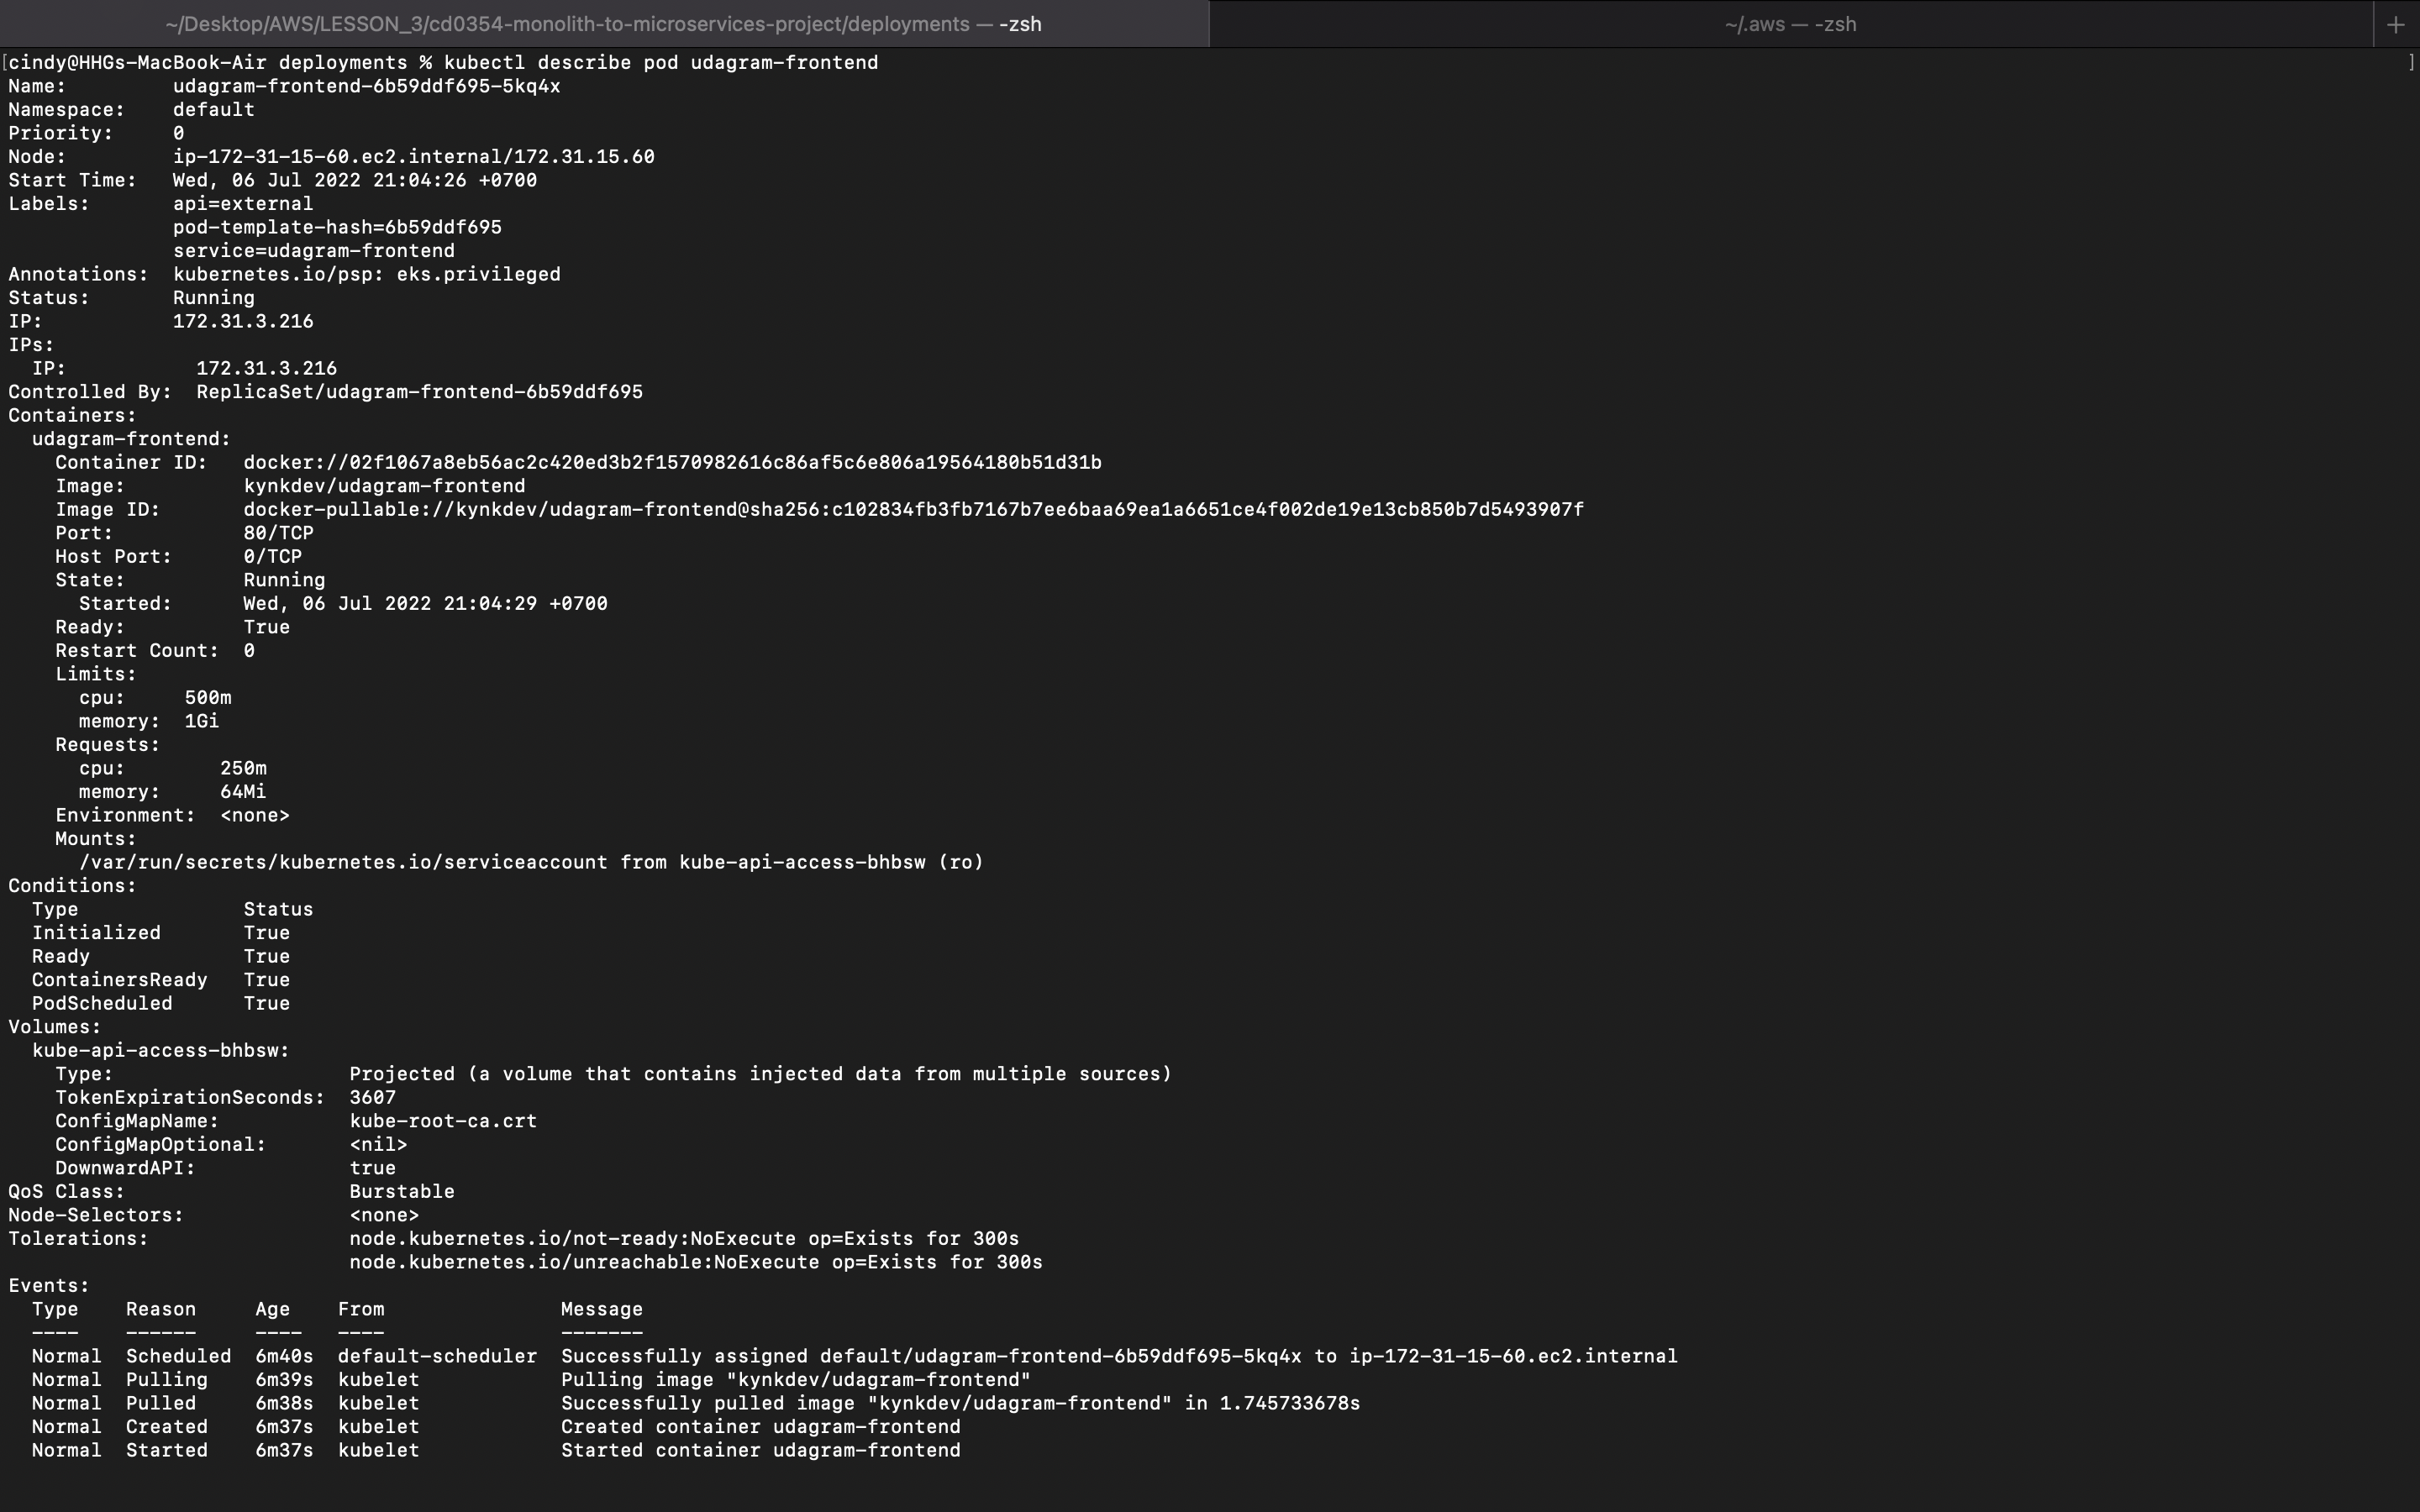 ~/Desktop/AWS/LESSON_3/cd0354-monolith-to-microservices-project/deployments — -zsh
~/.aws — -zsh
+
[cindy@HHGs-MacBook-Air deployments % kubectl describe pod udagram-frontend ]
Name:         udagram-frontend-6b59ddf695-5kq4x
Namespace:    default
Priority:     0
Node:         ip-172-31-15-60.ec2.internal/172.31.15.60
Start Time:   Wed, 06 Jul 2022 21:04:26 +0700
Labels:       api=external
              pod-template-hash=6b59ddf695
              service=udagram-frontend
Annotations:  kubernetes.io/psp: eks.privileged
Status:       Running
IP:           172.31.3.216
IPs:
  IP:           172.31.3.216
Controlled By:  ReplicaSet/udagram-frontend-6b59ddf695
Containers:
  udagram-frontend:
    Container ID:   docker://02f1067a8eb56ac2c420ed3b2f1570982616c86af5c6e806a19564180b51d31b
    Image:          kynkdev/udagram-frontend
    Image ID:       docker-pullable://kynkdev/udagram-frontend@sha256:c102834fb3fb7167b7ee6baa69ea1a6651ce4f002de19e13cb850b7d5493907f
    Port:           80/TCP
    Host Port:      0/TCP
    State:          Running
      Started:      Wed, 06 Jul 2022 21:04:29 +0700
    Ready:          True
    Restart Count:  0
    Limits:
      cpu:     500m
      memory:  1Gi
    Requests:
      cpu:        250m
      memory:     64Mi
    Environment:  <none>
    Mounts:
      /var/run/secrets/kubernetes.io/serviceaccount from kube-api-access-bhbsw (ro)
Conditions:
  Type              Status
  Initialized       True
  Ready             True
  ContainersReady   True
  PodScheduled      True
Volumes:
  kube-api-access-bhbsw:
    Type:                    Projected (a volume that contains injected data from multiple sources)
    TokenExpirationSeconds:  3607
    ConfigMapName:           kube-root-ca.crt
    ConfigMapOptional:       <nil>
    DownwardAPI:             true
QoS Class:                   Burstable
Node-Selectors:              <none>
Tolerations:                 node.kubernetes.io/not-ready:NoExecute op=Exists for 300s
                             node.kubernetes.io/unreachable:NoExecute op=Exists for 300s
Events:
  Type    Reason     Age    From               Message
  ----    ------     ----   ----               -------
  Normal  Scheduled  6m40s  default-scheduler  Successfully assigned default/udagram-frontend-6b59ddf695-5kq4x to ip-172-31-15-60.ec2.internal
  Normal  Pulling    6m39s  kubelet            Pulling image "kynkdev/udagram-frontend"
  Normal  Pulled     6m38s  kubelet            Successfully pulled image "kynkdev/udagram-frontend" in 1.745733678s
  Normal  Created    6m37s  kubelet            Created container udagram-frontend
  Normal  Started    6m37s  kubelet            Started container udagram-frontend